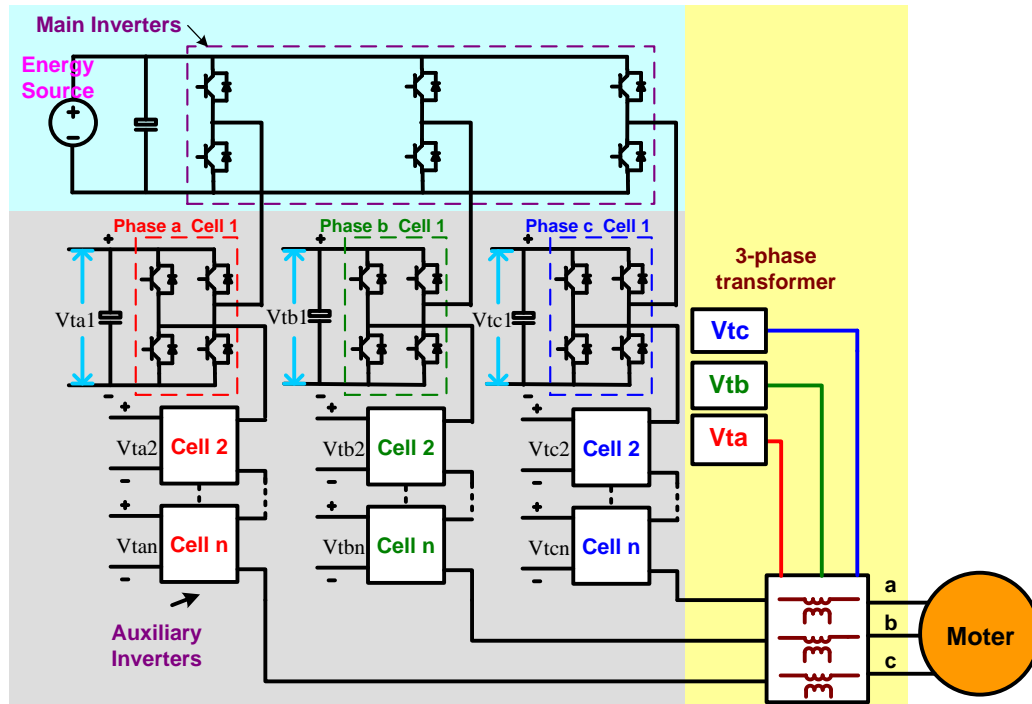 Main Inverters
Energy
Source
+
−
Phase a Cell 1
Phase b Cell 1
Phase c Cell 1
+
+
+
Vta1
Vtb1
Vtc1
−
−
−
3-phase
transformer
Vtc
Vtb
Vta
+
Vta2
−
Cell 2
+
Vtb2
−
Cell 2
+
Vtc2
−
Cell 2
+
Vtan
−
Cell n
+
Vtbn
−
Cell n
+
Vtcn
−
Cell n
Auxiliary
Inverters
a
b
c
Moter